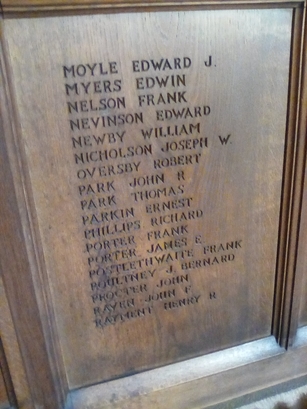 MOYLE EDWARD J.
MYERS EDWIN
NELSON FRANK
NEVINSON EDWARD
NEWBY WILLIAM
NICHOLSON JOSEPH W.
OVERSBY ROBERT
PARK JOHN R
PARK THOMAS
PARKIN ERNEST
PHILLIPS RICHARD
PORTER FRANK
PORTER JAMES E
POSTLETHWAITE FRANK
POULTNEY J. BERNARD
PROCTER JOHN
RAVEN JOHN F
RAYMENT HENRY R